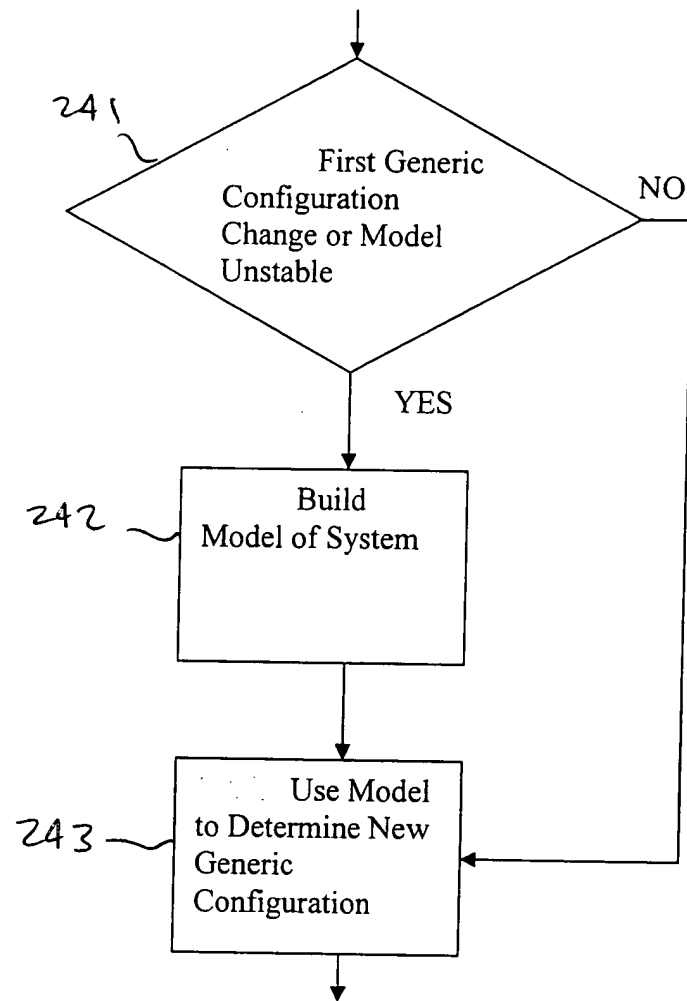 241
First Generic
Configuration
Change or Model
Unstable
NO
YES
242
Build
Model of System
243
Use Model
to Determine New
Generic
Configuration